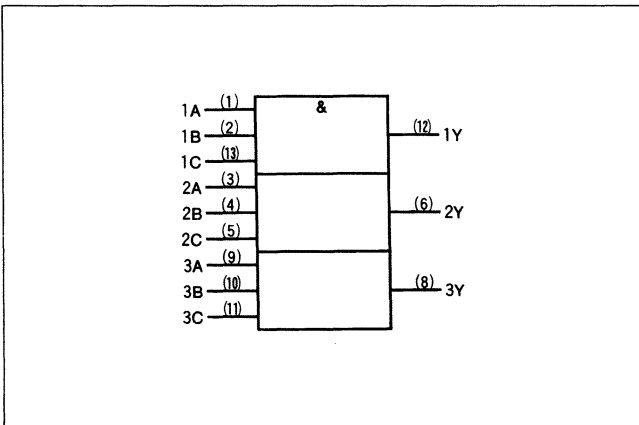 1A (1) &
1B (2) (12) 1Y
1C (13)
2A (3)
2B (4) (6) 2Y
2C (5)
3A (9)
3B (10) (8) 3Y
3C (11)